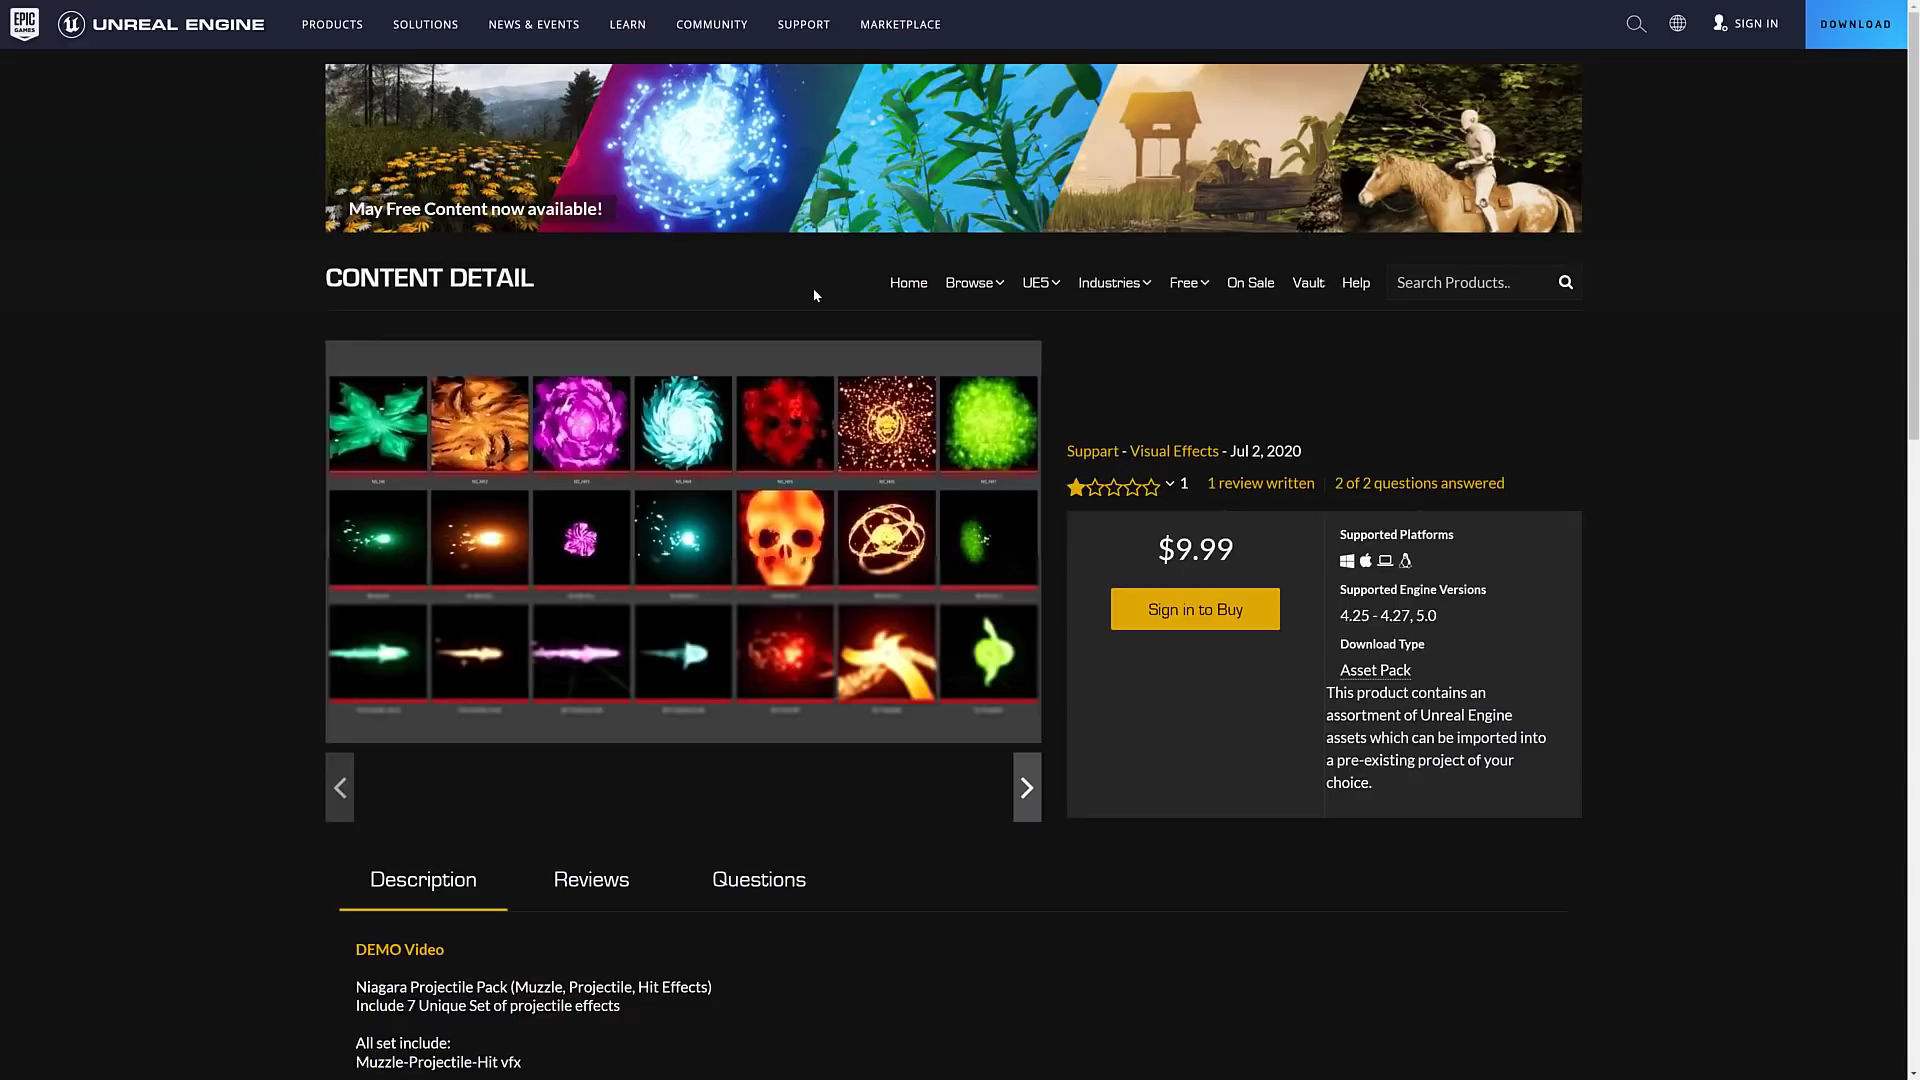 EPIC GAMES
UNREAL ENGINE
PRODUCTS
SOLUTIONS
NEWS & EVENTS
LEARN
COMMUNITY
SUPPORT
MARKETPLACE
SIGN IN
DOWNLOAD
May Free Content now available!
CONTENT DETAIL
Home
Browse
UE5
Industries
Free
On Sale
Vault
Help
Search Products..
Suppart - Visual Effects - Jul 2, 2020
1
1 review written
2 of 2 questions answered
$9.99
Sign in to Buy
Supported Platforms
Supported Engine Versions
4.25 - 4.27, 5.0
Download Type
Asset Pack
This product contains an
assortment of Unreal Engine
assets which can be imported into
a pre-existing project of your
choice.
Description
Reviews
Questions
DEMO Video
Niagara Projectile Pack (Muzzle, Projectile, Hit Effects)
Include 7 Unique Set of projectile effects
All set include:
Muzzle-Projectile-Hit vfx